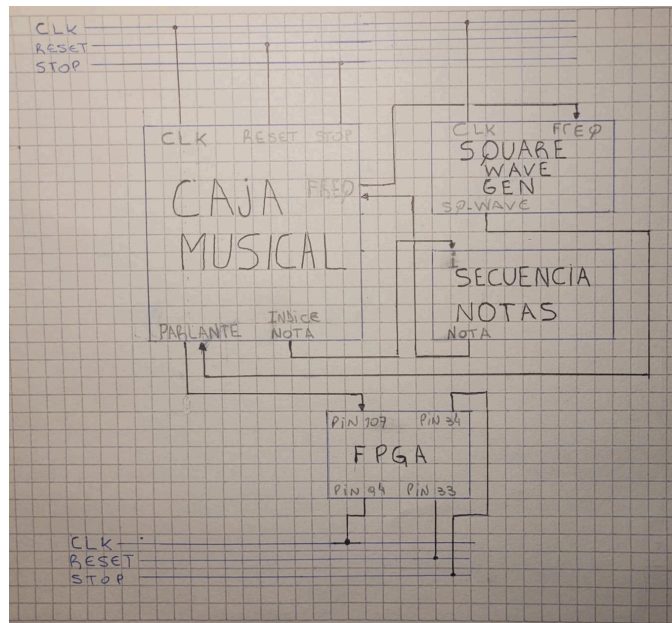 CLK
RESET
STOP
CLK RESET STOP
CLK FREQ
SQUARE
WAVE
GEN
SQ-WAVE
CAJA
MUSICAL
FREQ
i
SECUENCIA
NOTAS
NOTA
PARLANTE
INDICE
NOTA
PiN 107 PiN 34
FPGA
PiN 94 PiN 33
CLK
RESET
STOP